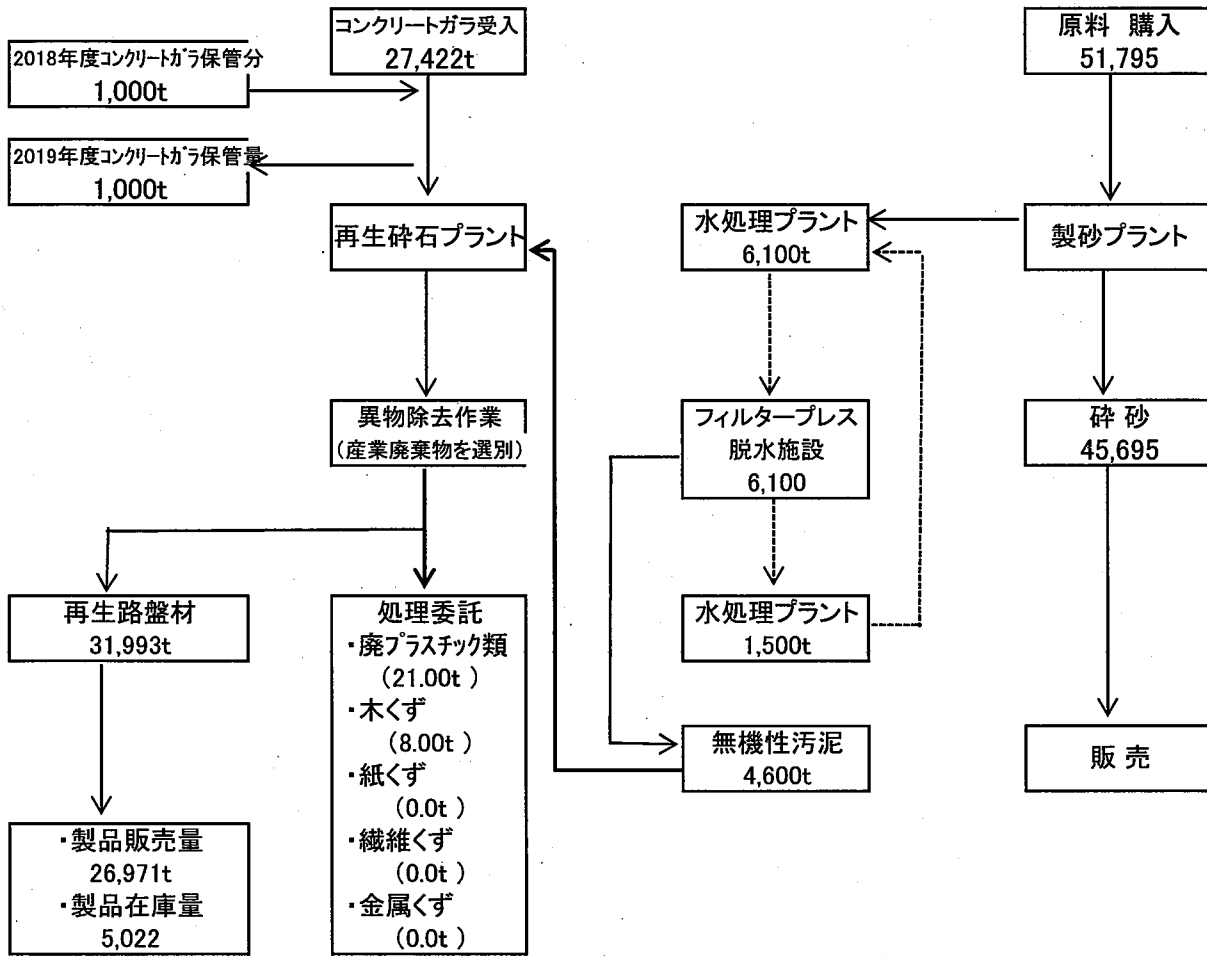 コンクリートガラ受入
27,422t
原料 購入
51,795
2018年度コンクリートガラ保管分
1,000t
2019年度コンクリートガラ保管量
1,000t
再生砕石プラント
水処理プラント
6,100t
製砂プラント
異物除去作業
(産業廃棄物を選別)
フィルタープレス
脱水施設
6,100
砕 砂
45,695
再生路盤材
31,993t
処理委託
・廃プラスチック類
(21.00t )
・木くず
(8.00t )
・紙くず
(0.0t )
・繊維くず
(0.0t )
・金属くず
(0.0t )
水処理プラント
1,500t
無機性汚泥
4,600t
販 売
・製品販売量
26,971t
・製品在庫量
5,022